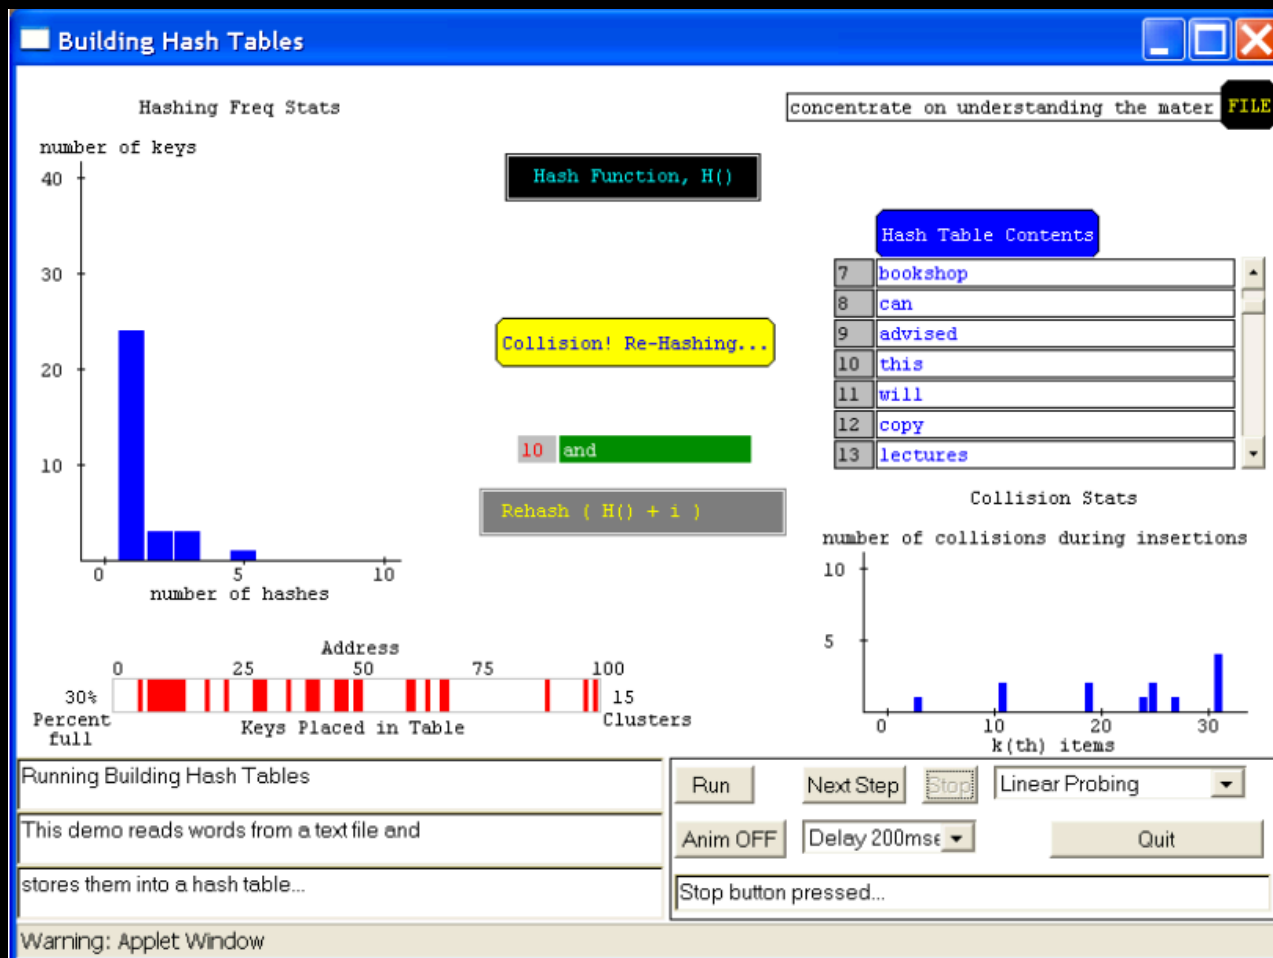 Building Hash Tables
Hashing Freq Stats
concentrate on understanding the mater
FILE
number of keys
40
30
20
10
0 5 10
number of hashes
Hash Function, H()
Collision! Re-Hashing...
10 and
Rehash ( H() + i )
Hash Table Contents
7 bookshop
8 can
9 advised
10 this
11 will
12 copy
13 lectures
Collision Stats
number of collisions during insertions
10
5
0 10 20 30
k(th) items
Address
0 25 50 75 100
30%
Percent
full
Keys Placed in Table
15
Clusters
Running Building Hash Tables
This demo reads words from a text file and
stores them into a hash table...
Run Next Step Stop Linear Probing
Anim OFF Delay 200mse Quit
Stop button pressed...
Warning: Applet Window